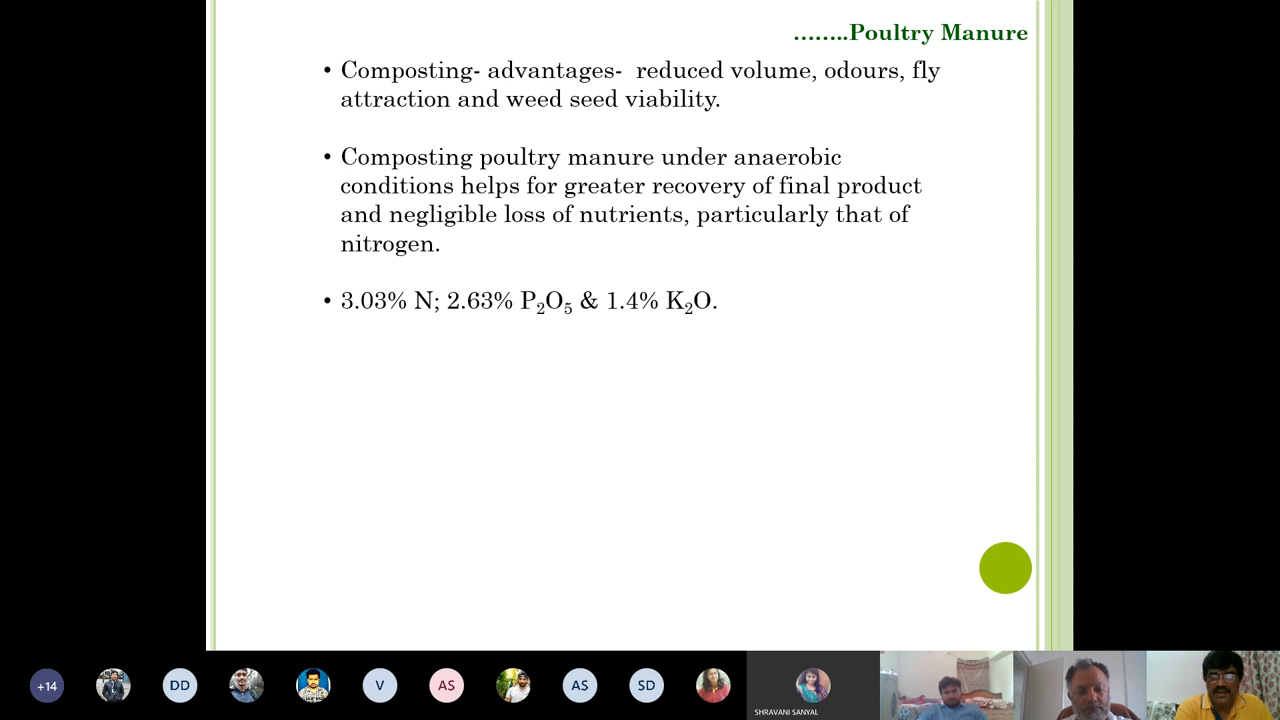 ........Poultry Manure
• Composting- advantages- reduced volume, odours, fly
attraction and weed seed viability.
• Composting poultry manure under anaerobic
conditions helps for greater recovery of final product
and negligible loss of nutrients, particularly that of
nitrogen.
• 3.03% N; 2.63% P₂O₅ & 1.4% K₂O.
+14
DD
V
AS
AS
SD
SHRAVANI SANYAL